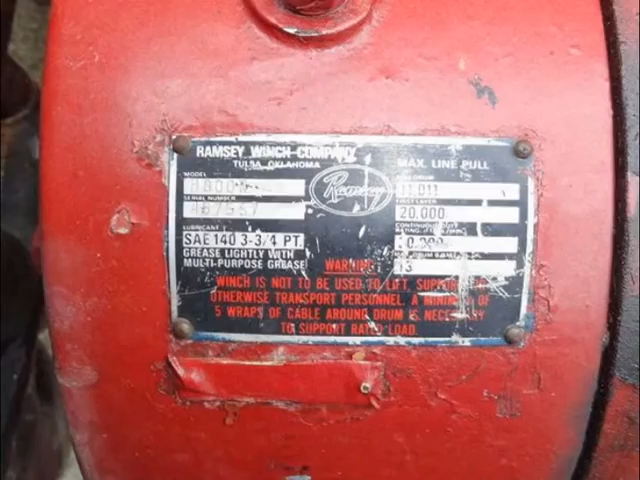 RAMSEY WINCH COMPANY
TULSA, OKLAHOMA
MODEL
SERIAL NUMBER
LUBRICANT
SAE 140 3-3/4 PT.
GREASE LIGHTLY WITH
MULTI-PURPOSE GREASE
Ramsey
MAX. LINE PULL
FIRST LAYER
20,000
CONTINUOUS DUTY
13
WARNING
WINCH IS NOT TO BE USED TO LIFT, SUPPORT, OR
OTHERWISE TRANSPORT PERSONNEL. A MINIMUM OF
5 WRAPS OF CABLE AROUND DRUM IS NECESSARY
TO SUPPORT RATED LOAD.